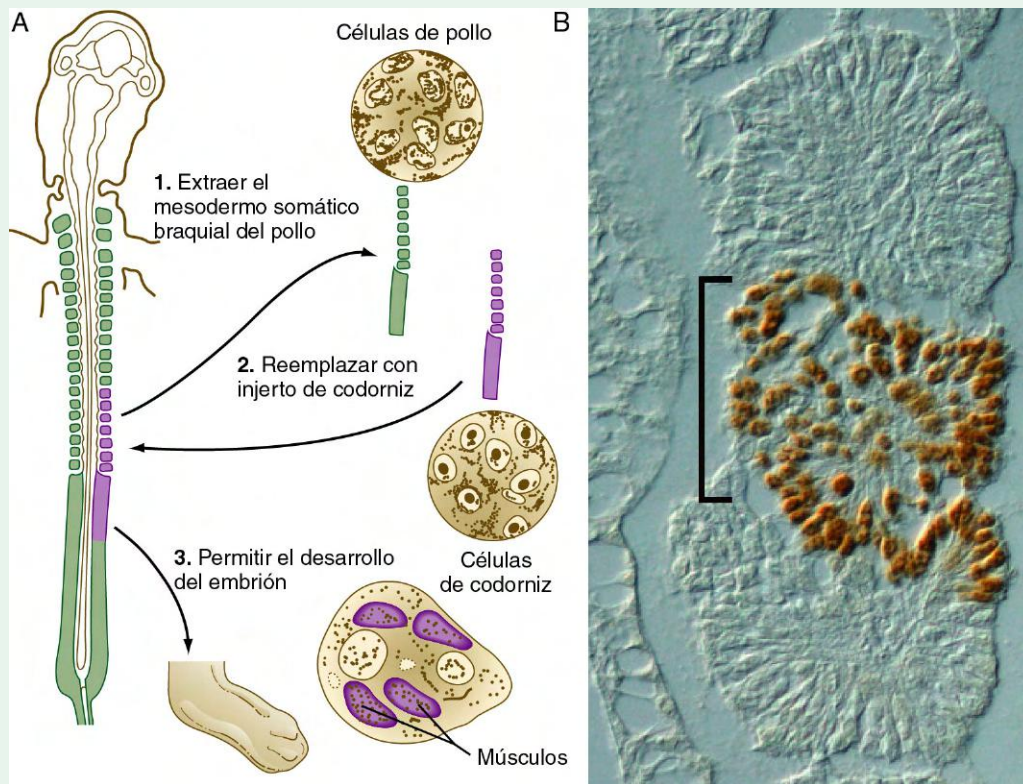 A
Células de pollo
B
1. Extraer el
mesodermo somático
braquial del pollo
2. Reemplazar con
injerto de codorniz
3. Permitir el desarrollo
del embrión
Células
de codorniz
Músculos